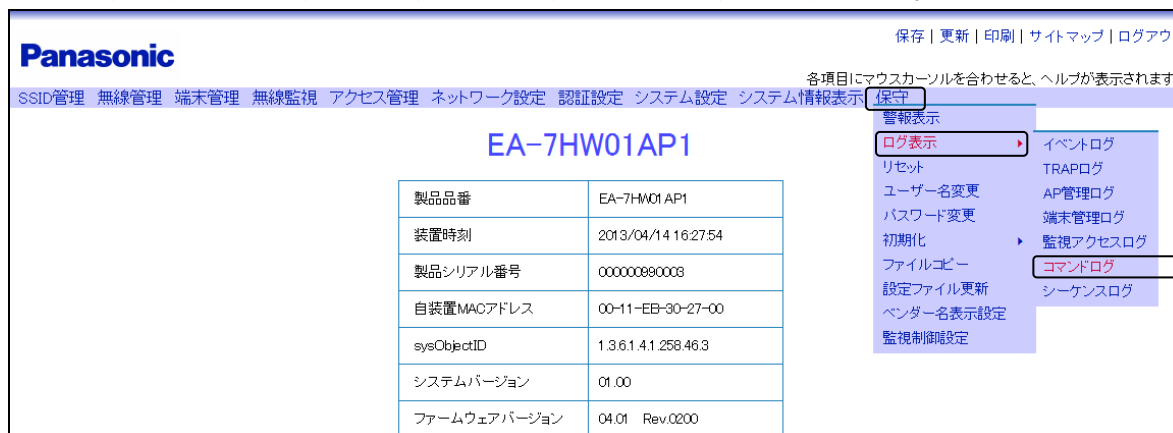 保存 | 更新 | 印刷 | サイトマップ | ログアウ
Panasonic
各項目にマウスカーソルを合わせると、ヘルプが表示されます
SSID管理 無線管理 端末管理 無線監視 アクセス管理 ネットワーク設定 認証設定 システム設定 システム情報表示 保守
警報表示
ログ表示
リセット
ユーザー名変更
パスワード変更
初期化
ファイルコピー
設定ファイル更新
ベンダー名表示設定
監視制御設定
イベントログ
TRAPログ
AP管理ログ
端末管理ログ
監視アクセスログ
コマンドログ
シーケンスログ
EA-7HW01AP1
製品品番 EA-7HW01AP1
装置時刻 2013/04/14 16:27:54
製品シリアル番号 000000990003
自装置MACアドレス 00-11-EB-30-27-00
sysObjectID 1.3.6.1.4.1.258.46.3
システムバージョン 01.00
ファームウェアバージョン 04.01 Rev.0200